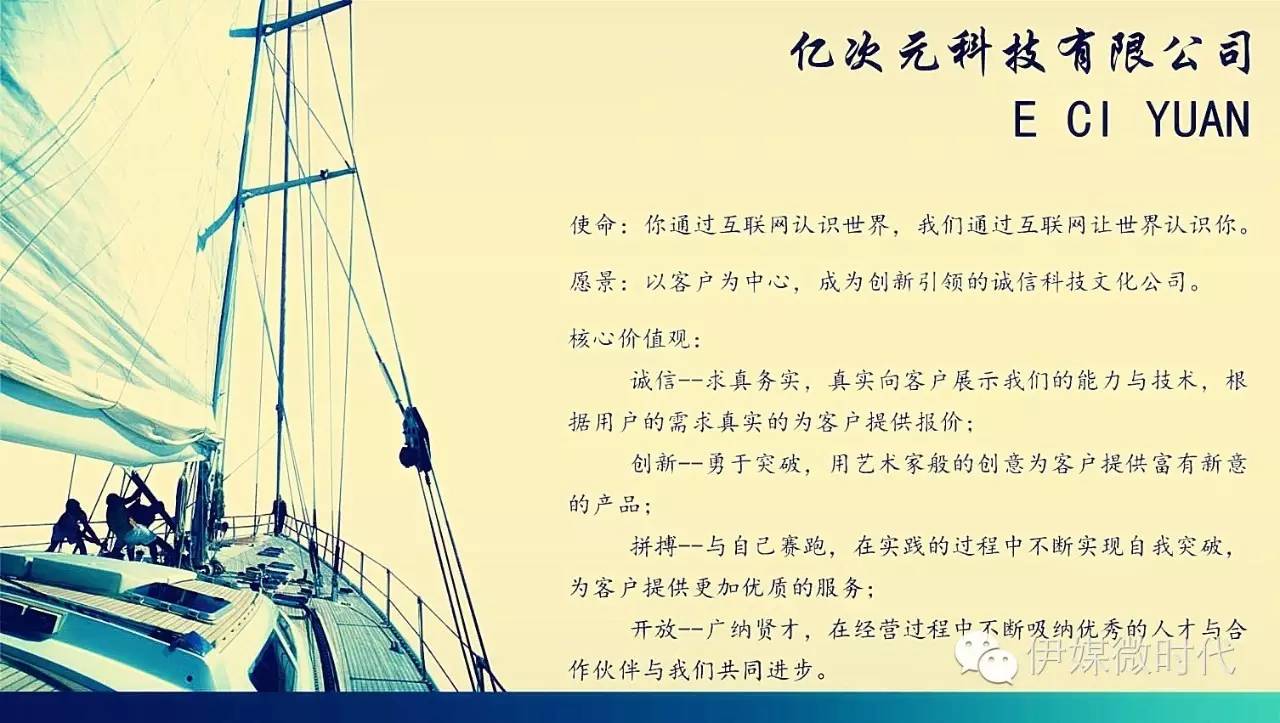 亿次元科技有限公司
E CI YUAN
使命：你通过互联网认识世界，我们通过互联网让世界认识你。
愿景：以客户为中心，成为创新引领的诚信科技文化公司。
核心价值观：
诚信--求真务实，真实向客户展示我们的能力与技术，根
据用户的需求真实的为客户提供报价；
创新--勇于突破，用艺术家般的创意为客户提供富有新意
的产品；
拼搏--与自己赛跑，在实践的过程中不断实现自我突破，
为客户提供更加优质的服务；
开放--广纳贤才，在经营过程中不断吸纳优秀的人才与合
作伙伴与我们共同进步。
伊媒微时代